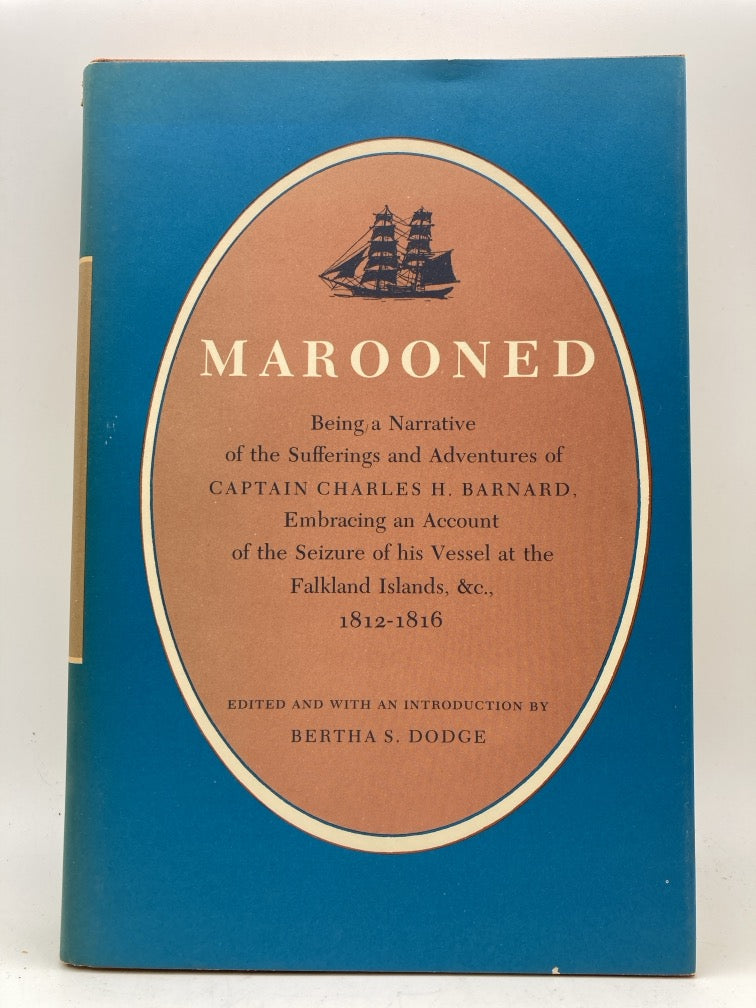 MAROONED
Being a Narrative
of the Sufferings and Adventures of
CAPTAIN CHARLES H. BARNARD,
Embracing an Account
of the Seizure of his Vessel at the
Falkland Islands, &c.,
1812-1816
EDITED AND WITH AN INTRODUCTION BY
BERTHA S. DODGE